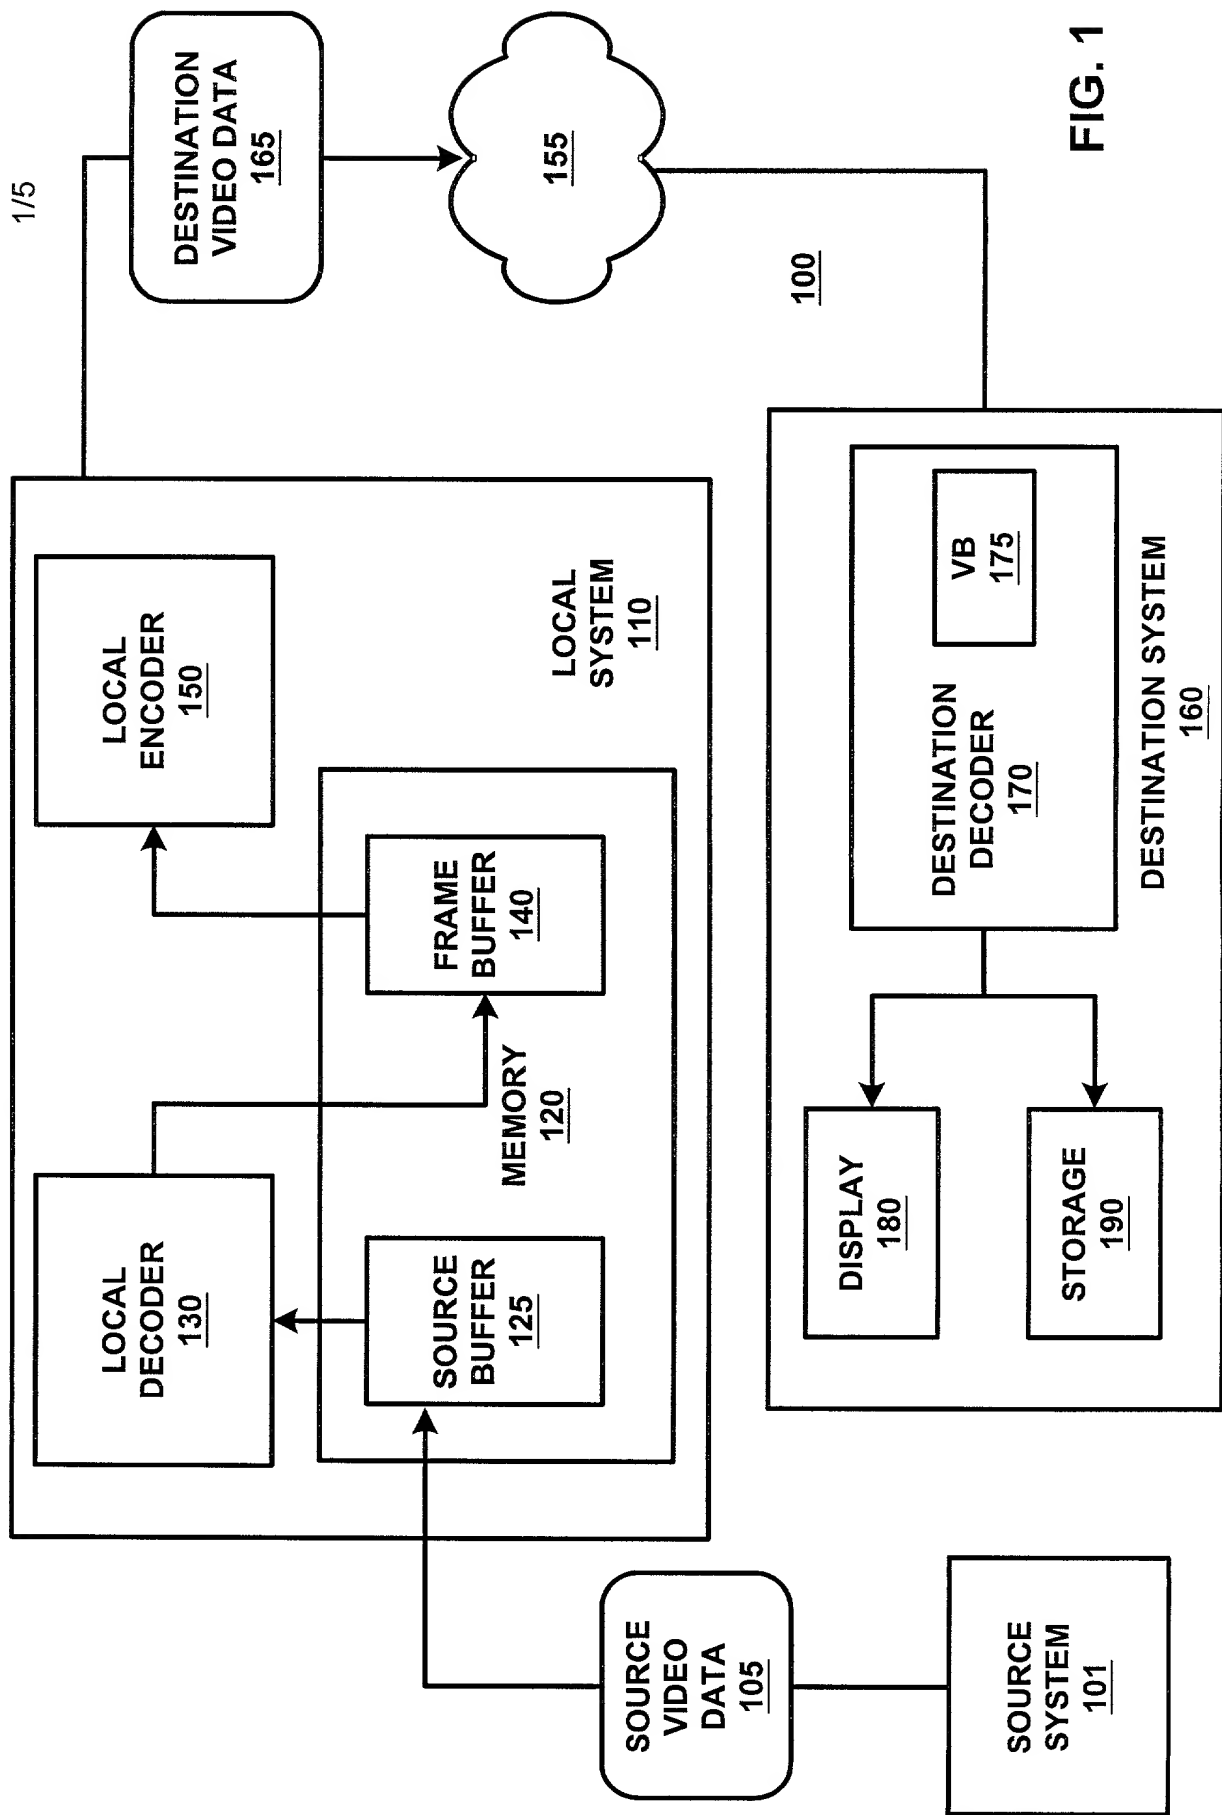 1/5
LOCAL
DECODER
130
LOCAL
ENCODER
150
DESTINATION
VIDEO DATA
165
SOURCE
BUFFER
125
MEMORY
120
FRAME
BUFFER
140
LOCAL
SYSTEM
110
155
SOURCE
VIDEO
DATA
105
100
SOURCE
SYSTEM
101
DISPLAY
180
STORAGE
190
DESTINATION
DECODER
170
VB
175
DESTINATION SYSTEM
160
FIG. 1